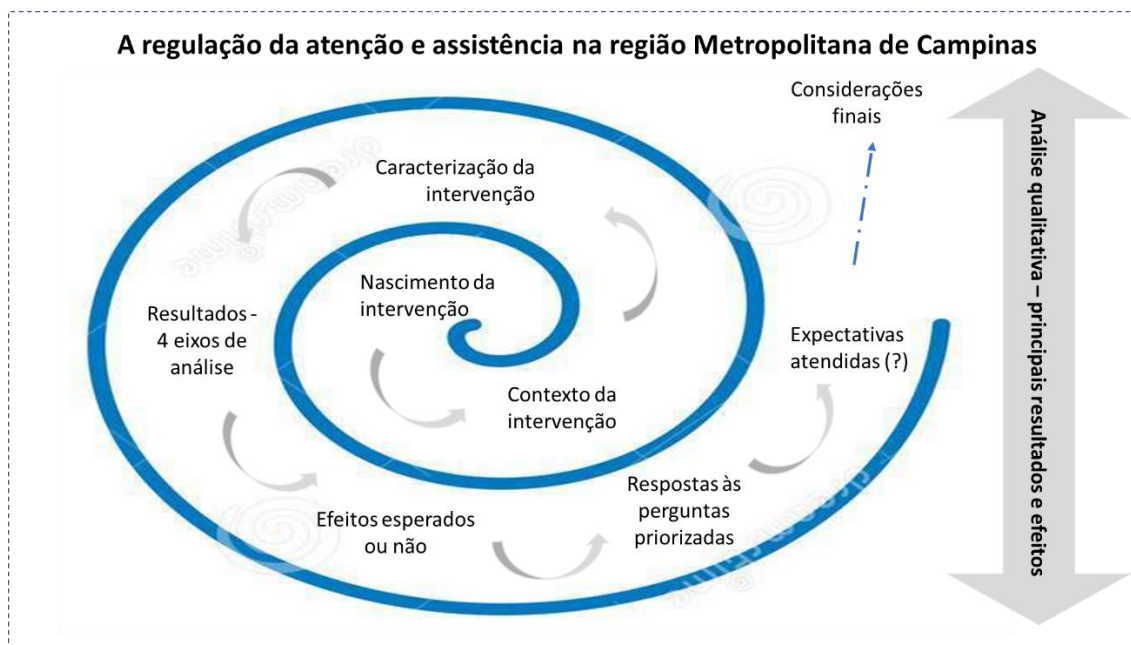 A regulação da atenção e assistência na região Metropolitana de Campinas
Considerações
finais
Caracterização da
intervenção
Nascimento da
intervenção
Resultados -
4 eixos de
análise
Contexto da
intervenção
Expectativas
atendidas (?)
Efeitos esperados
ou não
Respostas às
perguntas
priorizadas
Análise qualitativa – principais resultados e efeitos
dreamstime
dreamstime